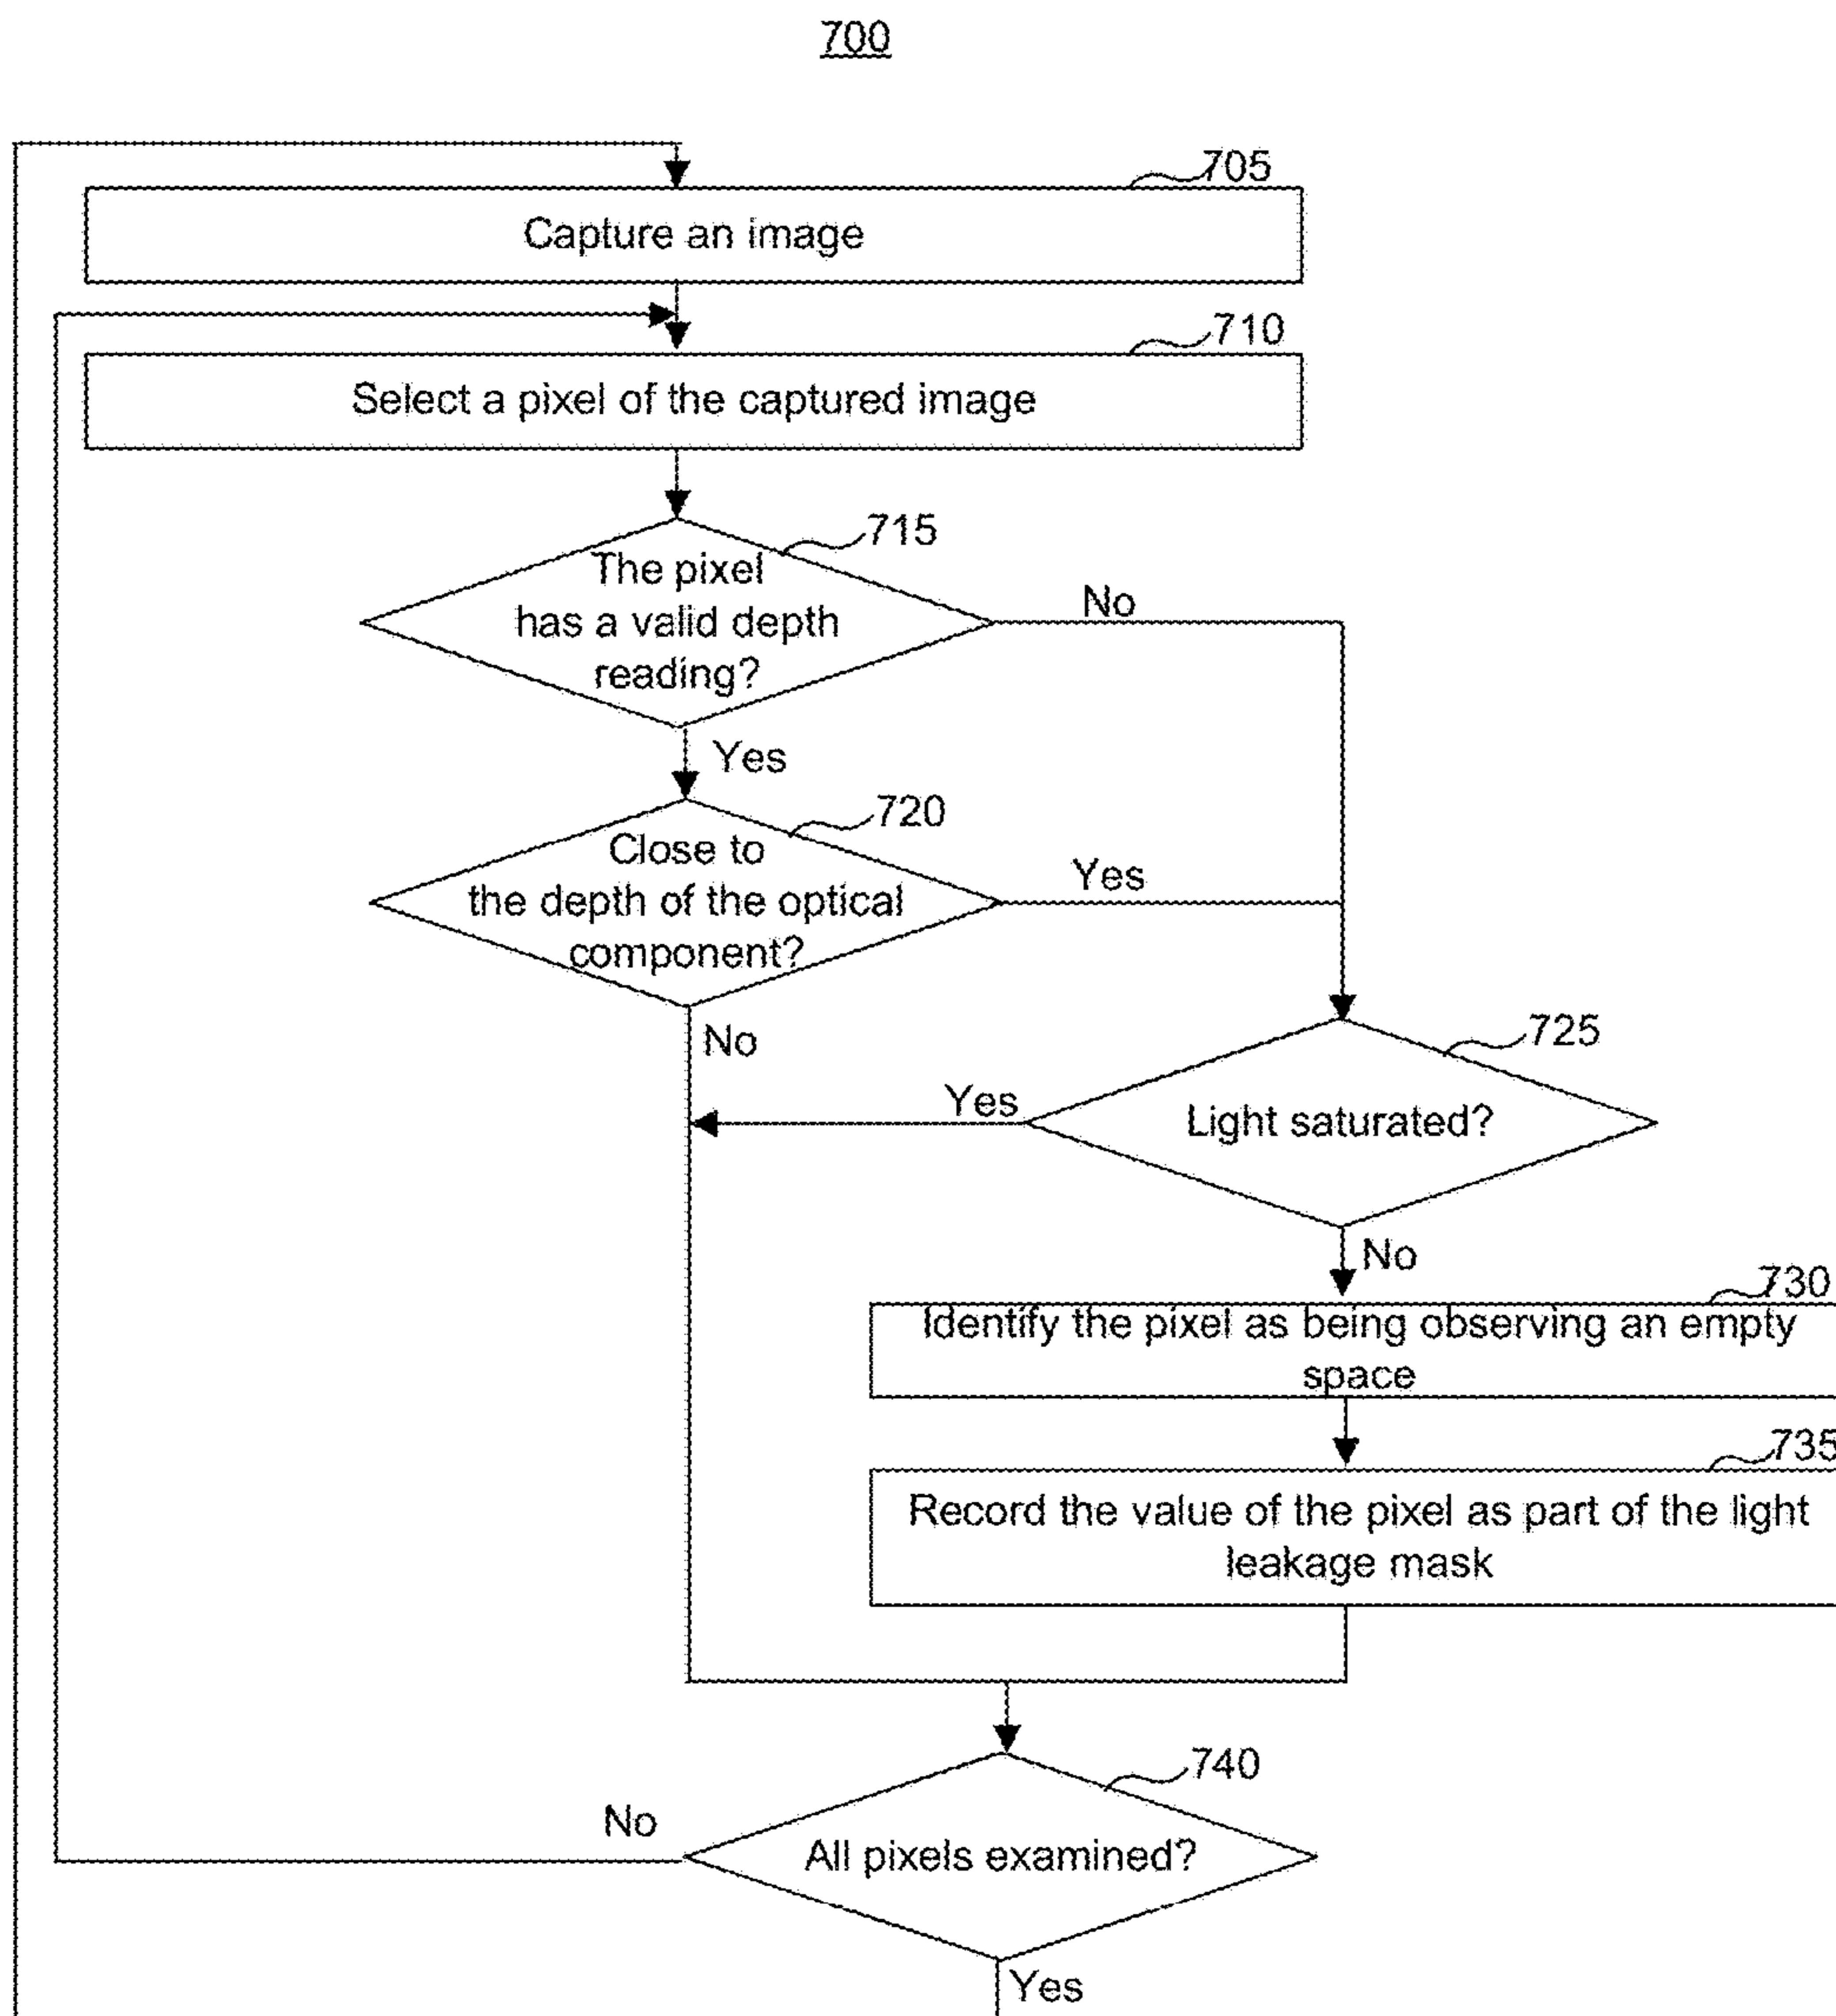 700
705
Capture an image
710
Select a pixel of the captured image
715
The pixel
has a valid depth
reading?
No
Yes
720
Close to
the depth of the optical
component?
Yes
No
725
Light saturated?
Yes
No
730
Identify the pixel as being observing an empty
space
735
Record the value of the pixel as part of the light
leakage mask
740
All pixels examined?
No
Yes